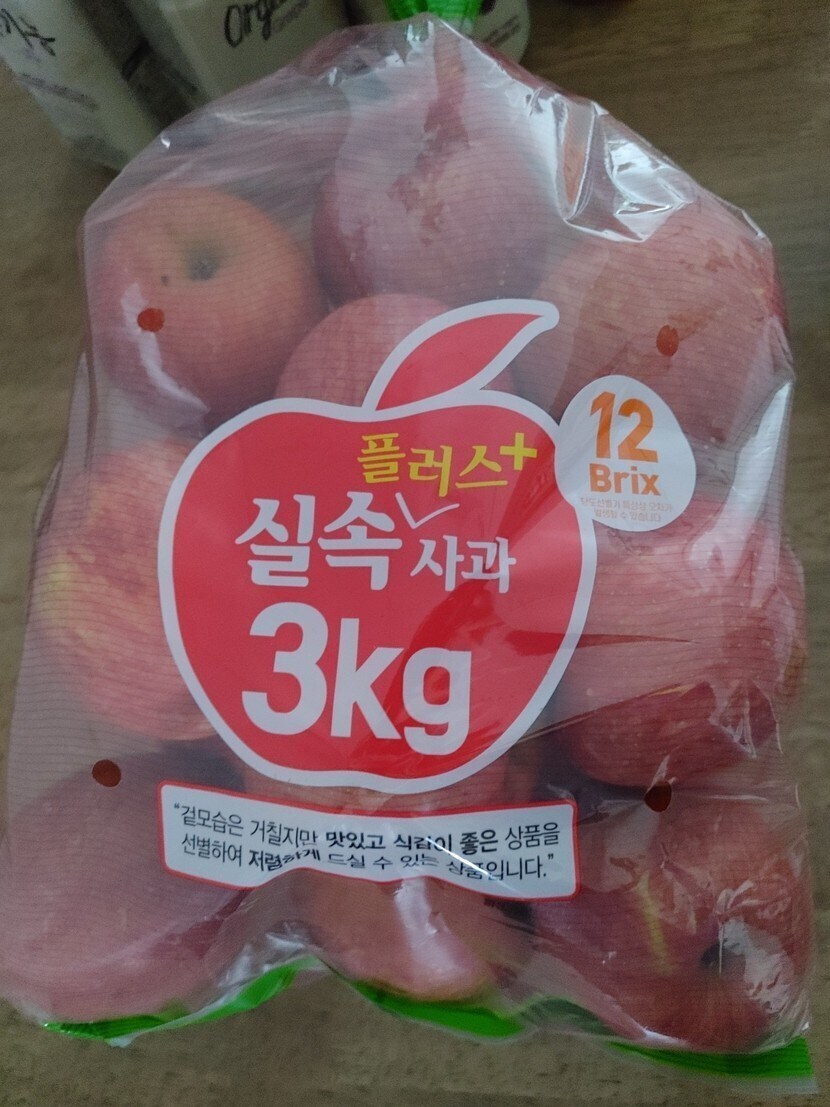 Organic
플러스+
실속 사과
3kg
12
Brix
"겉모습은 거칠지만 맛있고 식감이 좋은 상품을
선별하여 저렴하게 드실 수 있는 상품입니다."